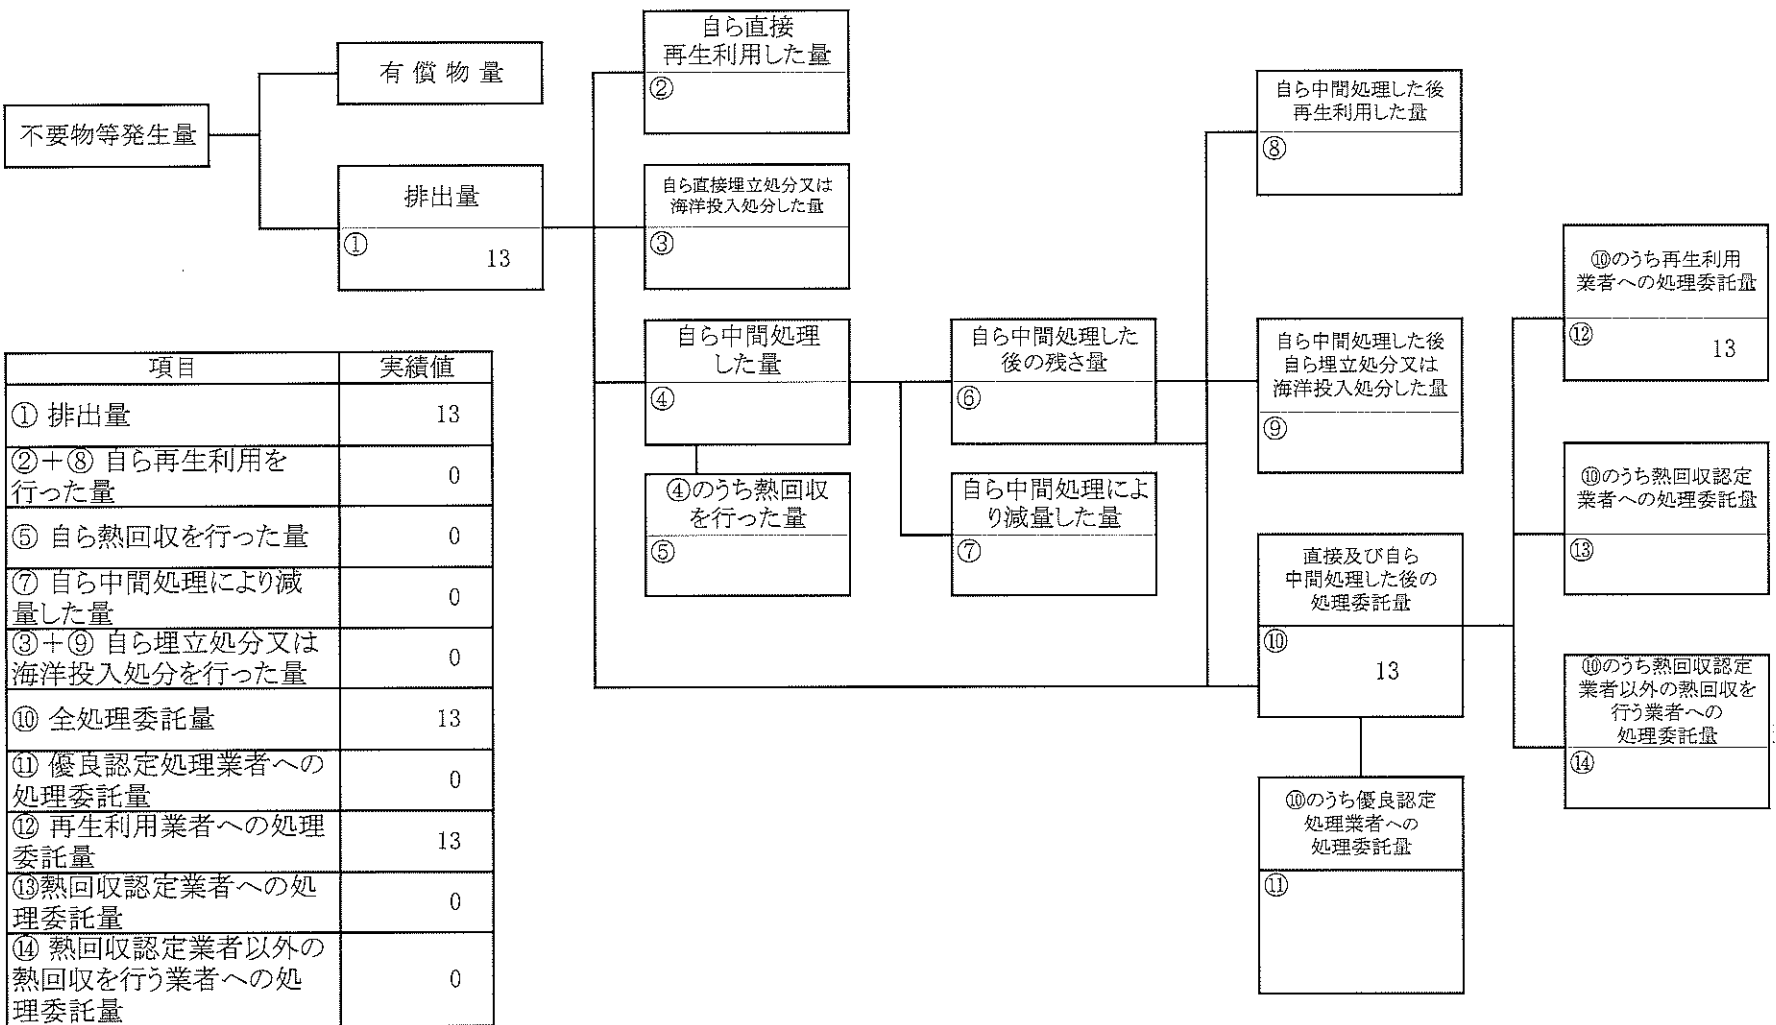 不要物等発生量
有償物量
排出量
①
13
自ら直接
再生利用した量
②
自ら直接埋立処分又は
海洋投入処分した量
③
自ら中間処理
した量
④
④のうち熱回収
を行った量
⑤
自ら中間処理した
後の残さ量
⑥
自ら中間処理によ
り減量した量
⑦
自ら中間処理した後
再生利用した量
⑧
自ら中間処理した後
自ら埋立処分又は
海洋投入処分した量
⑨
直接及び自ら
中間処理した後の
処理委託量
⑩
13
⑩のうち優良認定
処理業者への
処理委託量
⑪
⑩のうち再生利用
業者への処理委託量
⑫
13
⑩のうち熱回収認定
業者への処理委託量
⑬
⑩のうち熱回収認定
業者以外の熱回収を
行う業者への
処理委託量
⑭
項目 実績値
① 排出量 13
②+⑧ 自ら再生利用を
行った量 0
⑤ 自ら熱回収を行った量 0
⑦ 自ら中間処理により減
量した量 0
③+⑨ 自ら埋立処分又は
海洋投入処分を行った量 0
⑩ 全処理委託量 13
⑪ 優良認定処理業者への
処理委託量 0
⑫ 再生利用業者への処理
委託量 13
⑬熱回収認定業者への処
理委託量 0
⑭ 熱回収認定業者以外の
熱回収を行う業者への処
理委託量 0